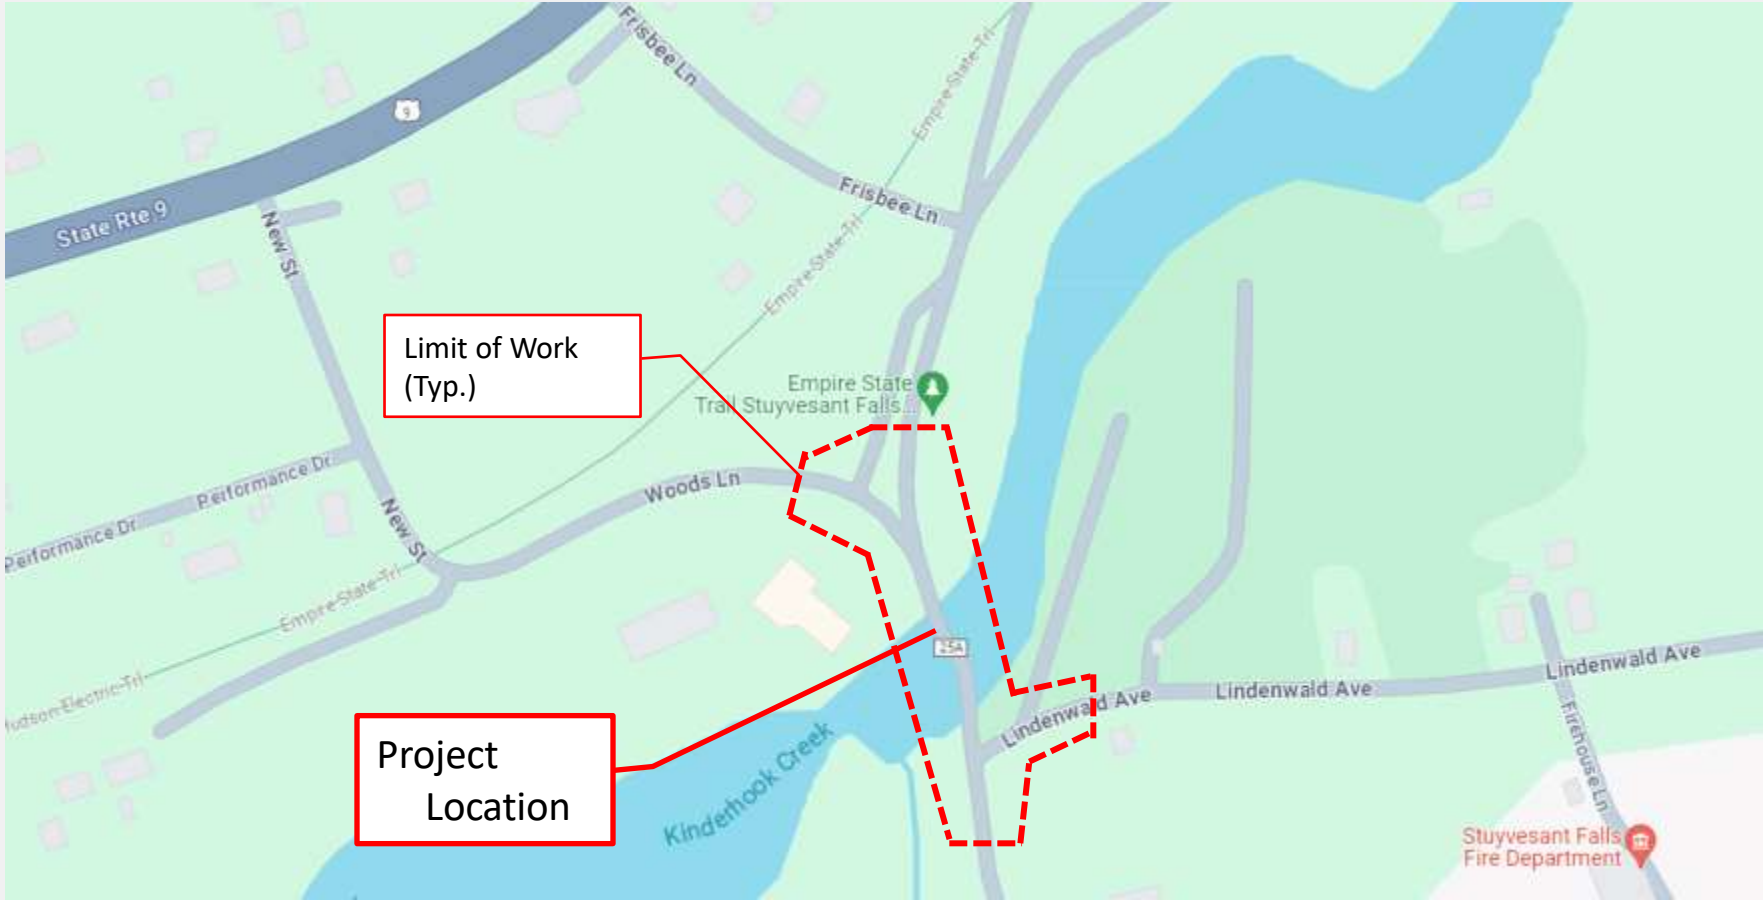 Frisbee Ln
Empire-State-Trl
9
Frisbee Ln
State Rte 9
New St
Empire-State-Trl
Limit of Work
(Typ.)
Empire State
Trail Stuyvesant Falls...
Performance Dr
Woods Ln
New St
Performance Dr
Empire-State-Trl
25A
Lindenwald Ave
Lindenwald Ave
Lindenwald Ave
Hudson-Electric-Trl
Firehouse Ln
Project
Location
Kinderhook Creek
Stuyvesant Falls
Fire Department